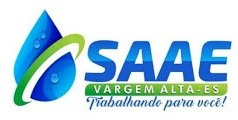 SAAE
VARGEM ALTA-ES
Trabalhando para você!